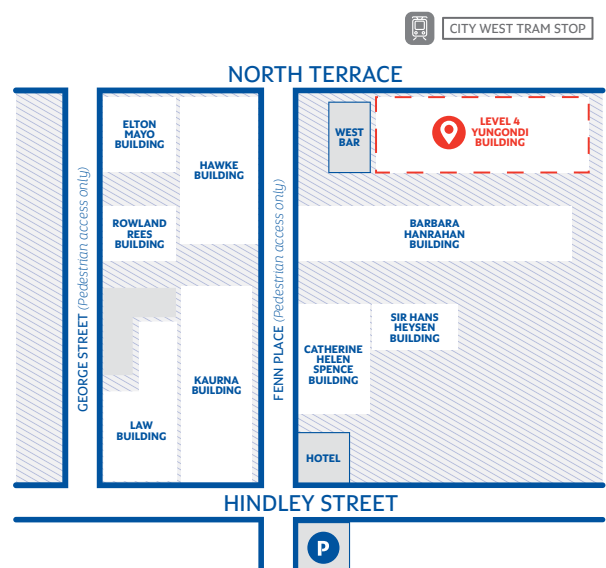 CITY WEST TRAM STOP
NORTH TERRACE
ELTON
MAYO
BUILDING
HAWKE
BUILDING
WEST
BAR
LEVEL 4
YUNGONDI
BUILDING
ROWLAND
REES
BUILDING
BARBARA
HANRAHAN
BUILDING
GEORGE STREET (Pedestrian access only)
FENN PLACE (Pedestrian access only)
SIR HANS
HEYSEN
BUILDING
CATHERINE
HELEN
SPENCE
BUILDING
KAURNA
BUILDING
LAW
BUILDING
HOTEL
HINDLEY STREET
P